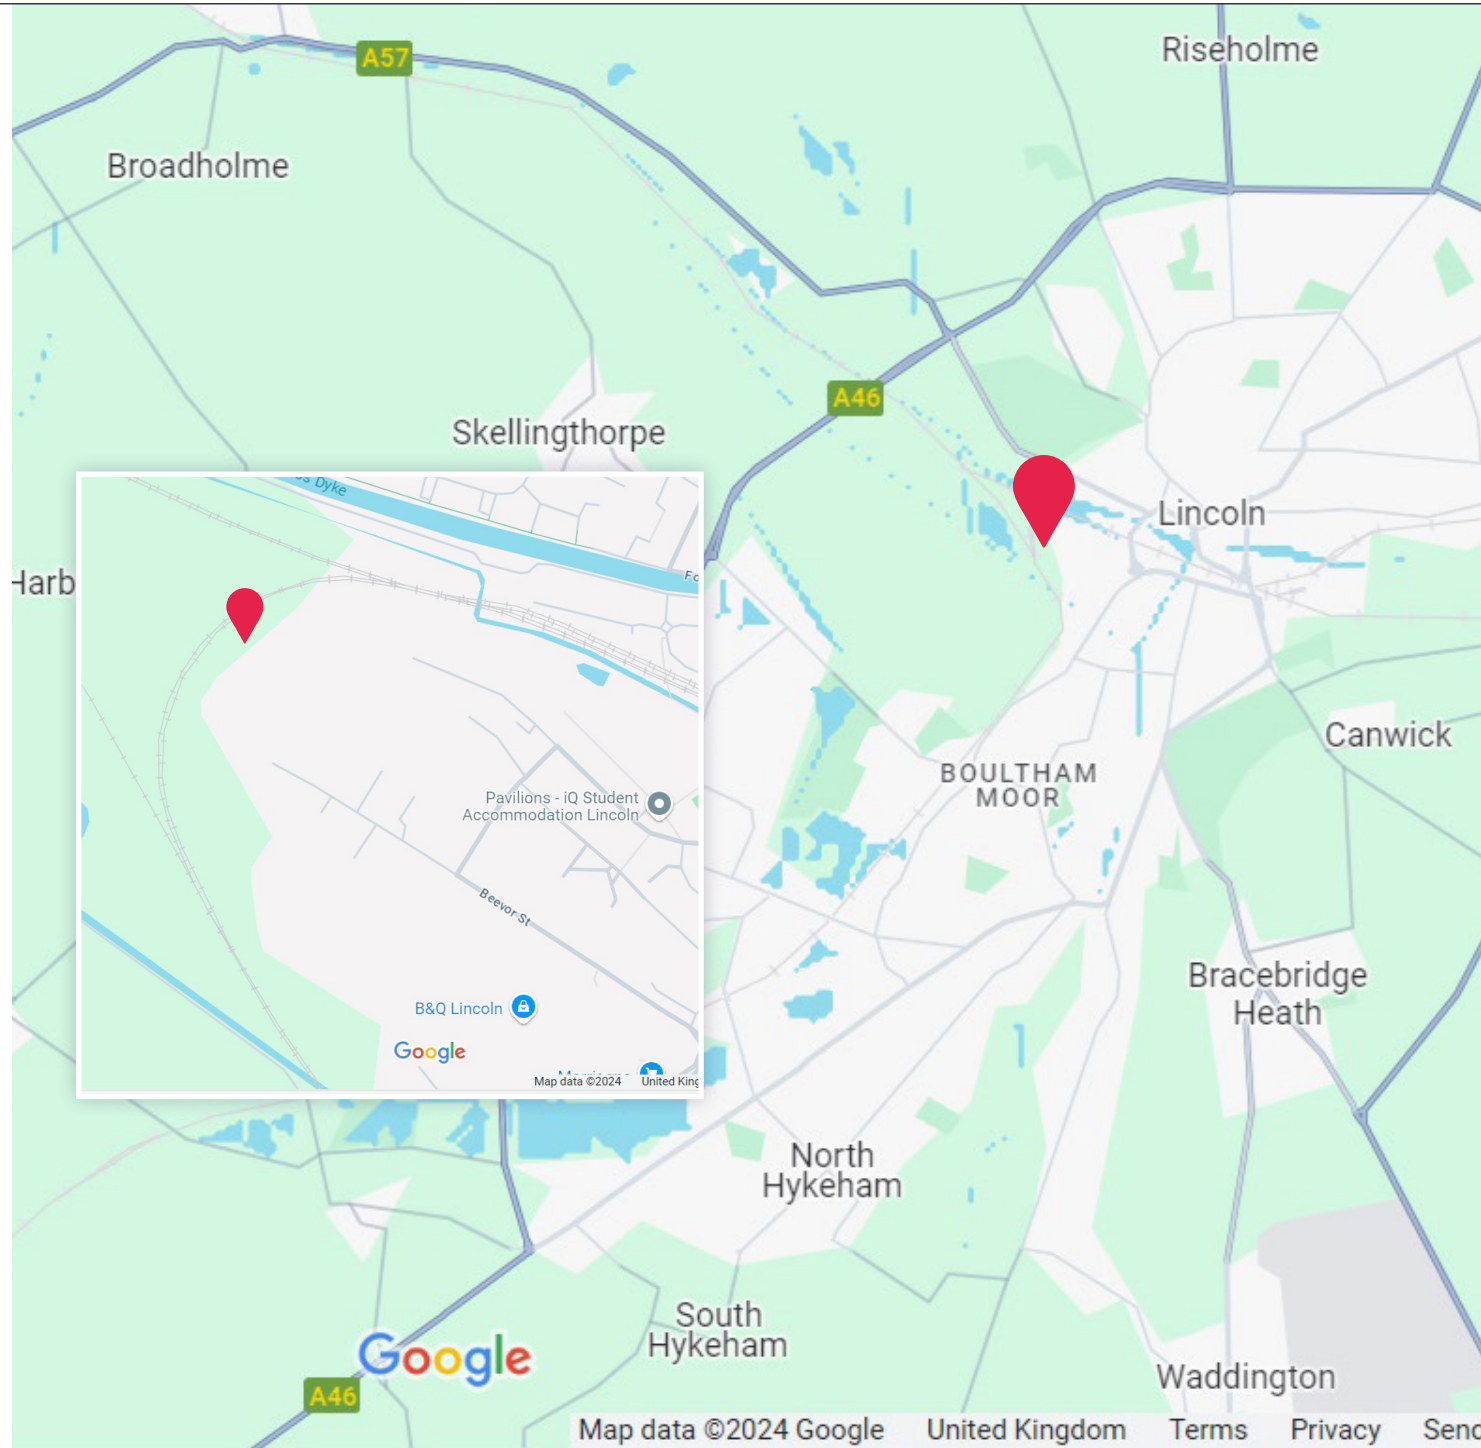 A57
Riseholme
Broadholme
A46
Skellingthorpe
Lincoln
Dyke
Pavilions - iQ Student
Accommodation Lincoln
Beevor St
B&Q Lincoln
Google
Map data ©2024 United King
Canwick
BOULTHAM
MOOR
Bracebridge
Heath
North
Hykeham
South
Hykeham
Waddington
Google
A46
Map data ©2024 Google United Kingdom Terms Privacy